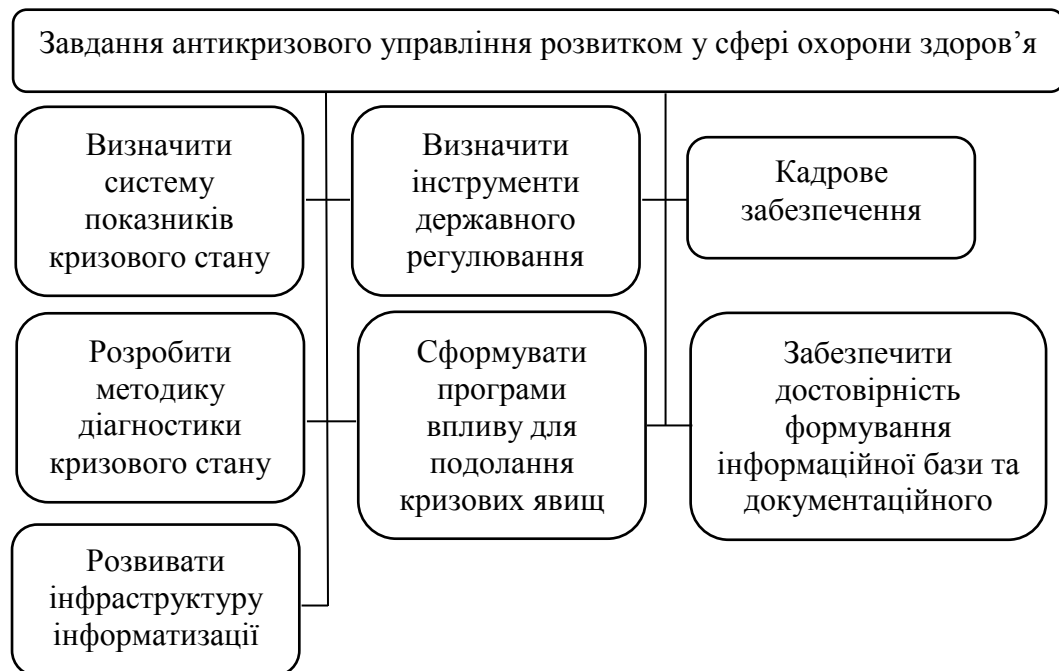 Завдання антикризового управління розвитком у сфері охорони здоров’я
Визначити
систему
показників
кризового стану
Визначити
інструменти
державного
регулювання
Кадрове
забезпечення
Розробити
методику
діагностики
кризового стану
Сформувати
програми
впливу для
подолання
кризових явищ
Забезпечити
достовірність
формування
інформаційної бази та
документаційного
Розвивати
інфраструктуру
інформатизації